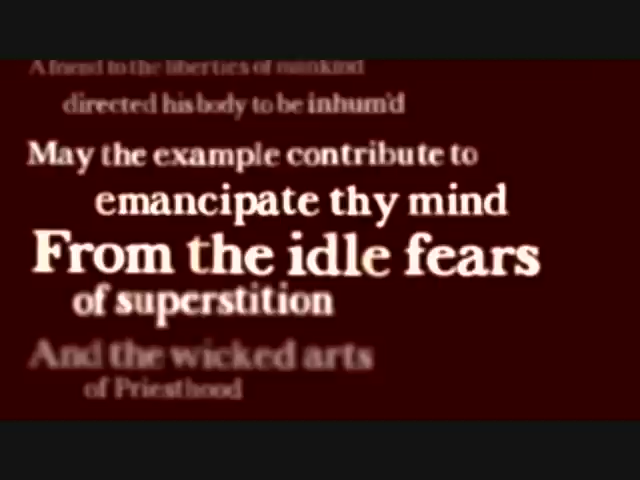 A friend to the liberties of mankind
directed his body to be inhum'd
May the example contribute to
emancipate thy mind
From the idle fears
of superstition
And the wicked arts
of Priesthood